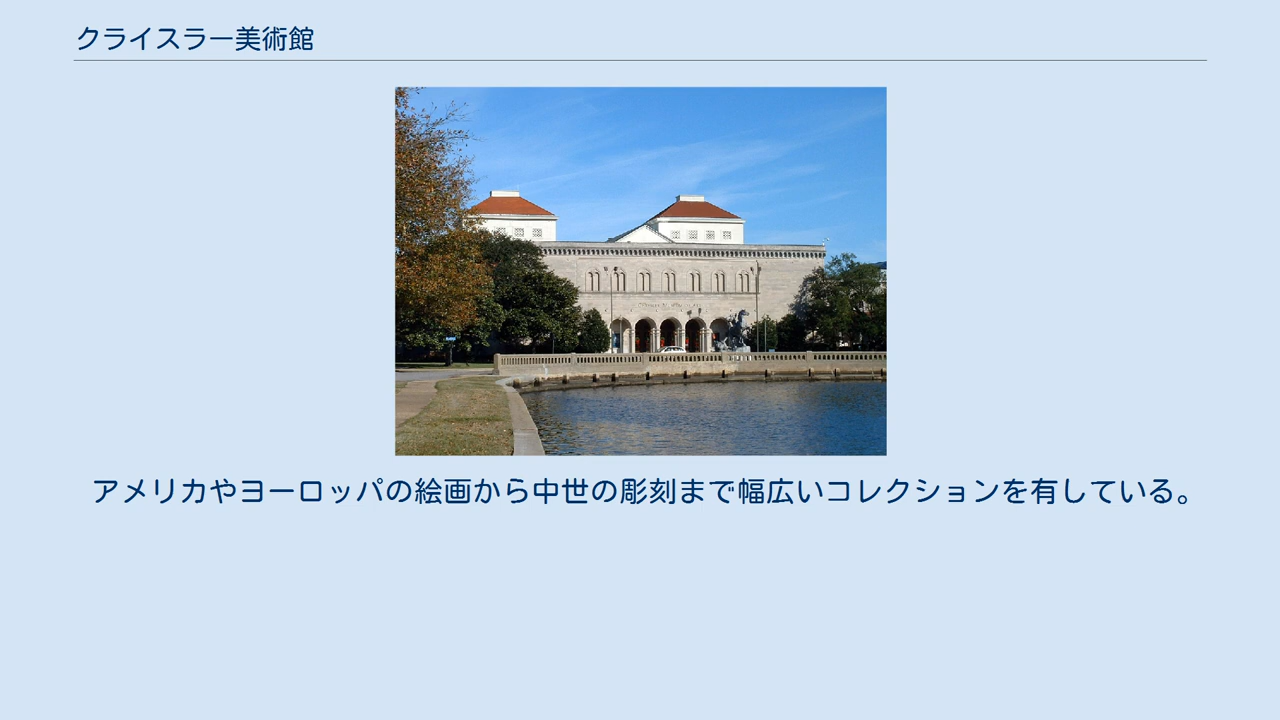 クライスラー美術館
アメリカやヨーロッパの絵画から中世の彫刻まで幅広いコレクションを有している。